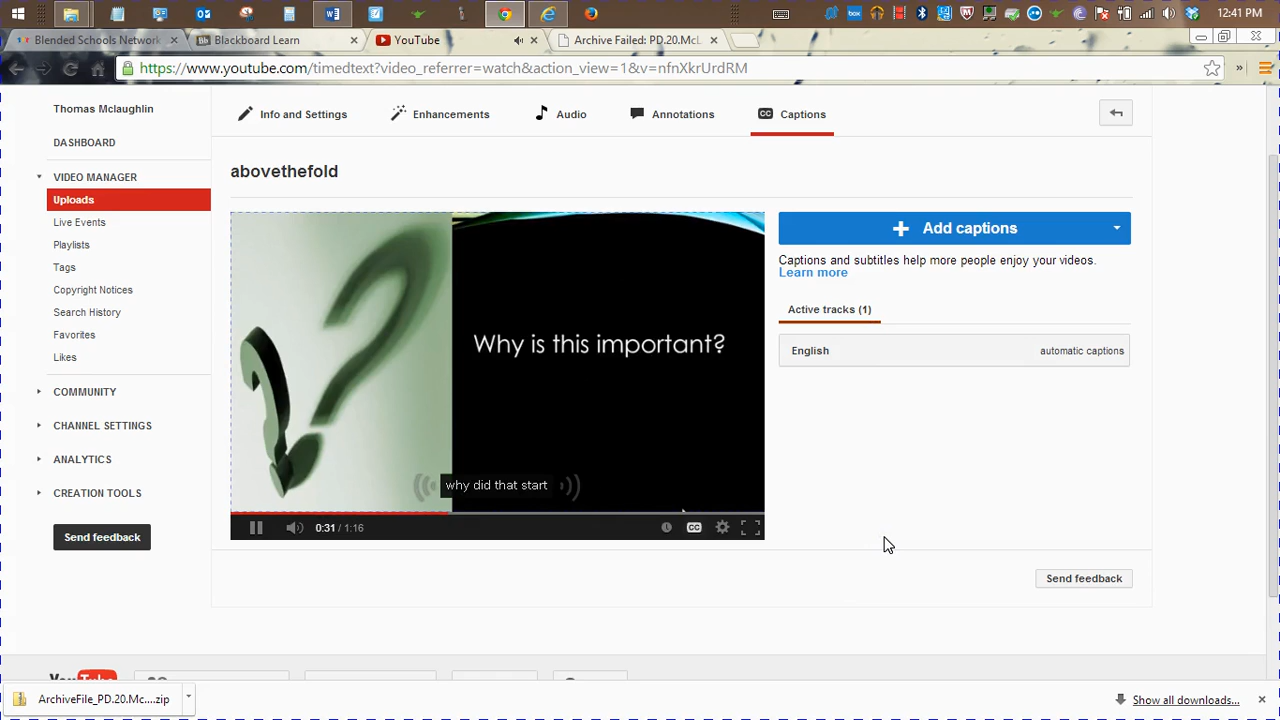 12:41 PM
Blended Schools Network
Blackboard Learn
YouTube
Archive Failed: PD.20.McL
https://www.youtube.com/timedtext?video_referrer=watch&action_view=1&v=nfnXkrUrdRM
Thomas Mclaughlin
Info and Settings
Enhancements
Audio
Annotations
CC Captions
DASHBOARD
VIDEO MANAGER
Uploads
Live Events
Playlists
Tags
Copyright Notices
Search History
Favorites
Likes
COMMUNITY
CHANNEL SETTINGS
ANALYTICS
CREATION TOOLS
Send feedback
abovethefold
Why is this important?
why did that start
0:31 / 1:16
CC
+ Add captions
Captions and subtitles help more people enjoy your videos.
Learn more
Active tracks (1)
English automatic captions
Send feedback
You
ArchiveFile_PD.20.Mc....zip
Show all downloads...